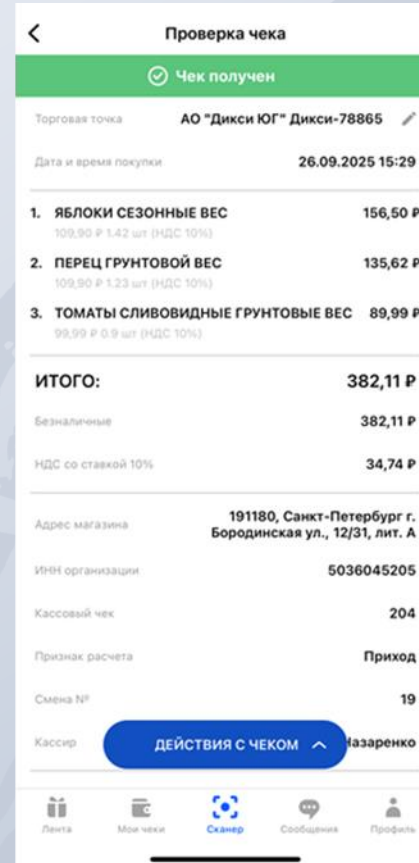 Проверка чека
Чек получен
Торговая точка АО "Дикси ЮГ" Дикси-78865
Дата и время покупки 26.09.2025 15:29
1. ЯБЛОКИ СЕЗОННЫЕ ВЕС 156,50 ₽
109,90 ₽ 1.42 шт (НДС 10%)
2. ПЕРЕЦ ГРУНТОВОЙ ВЕС 135,62 ₽
109,90 ₽ 1.23 шт (НДС 10%)
3. ТОМАТЫ СЛИВОВИДНЫЕ ГРУНТОВЫЕ ВЕС 89,99 ₽
99,99 ₽ 0.9 шт (НДС 10%)
ИТОГО: 382,11 ₽
Безналичные 382,11 ₽
НДС со ставкой 10% 34,74 ₽
Адрес магазина 191180, Санкт-Петербург г.
Бородинская ул., 12/31, лит. А
ИНН организации 5036045205
Кассовый чек 204
Признак расчета Приход
Смена № 19
Кассир ДЕЙСТВИЯ С ЧЕКОМ Назаренко
Лента Мои чеки Сканер Сообщения Профиль